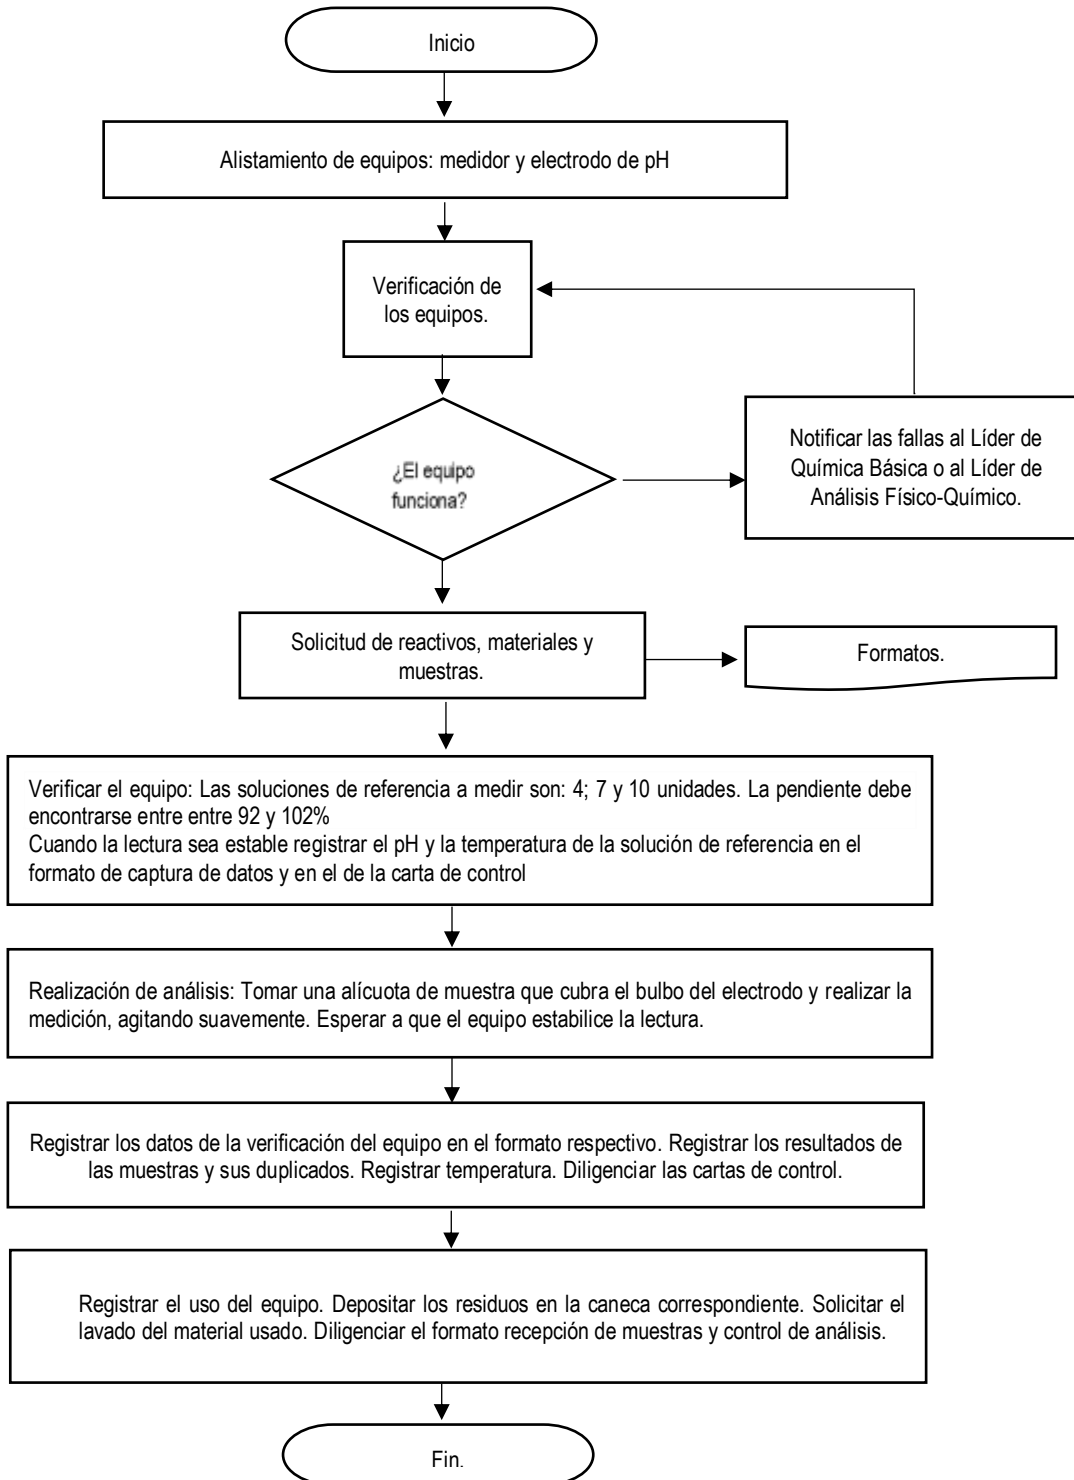 Inicio
Alistamiento de equipos: medidor y electrodo de pH
Verificación de
los equipos.
¿El equipo
funciona?
Notificar las fallas al Líder de
Química Básica o al Líder de
Análisis Físico-Químico.
Solicitud de reactivos, materiales y
muestras.
Formatos.
Verificar el equipo: Las soluciones de referencia a medir son: 4; 7 y 10 unidades. La pendiente debe
encontrarse entre entre 92 y 102%
Cuando la lectura sea estable registrar el pH y la temperatura de la solución de referencia en el
formato de captura de datos y en el de la carta de control
Realización de análisis: Tomar una alícuota de muestra que cubra el bulbo del electrodo y realizar la
medición, agitando suavemente. Esperar a que el equipo estabilice la lectura.
Registrar los datos de la verificación del equipo en el formato respectivo. Registrar los resultados de
las muestras y sus duplicados. Registrar temperatura. Diligenciar las cartas de control.
Registrar el uso del equipo. Depositar los residuos en la caneca correspondiente. Solicitar el
lavado del material usado. Diligenciar el formato recepción de muestras y control de análisis.
Fin.